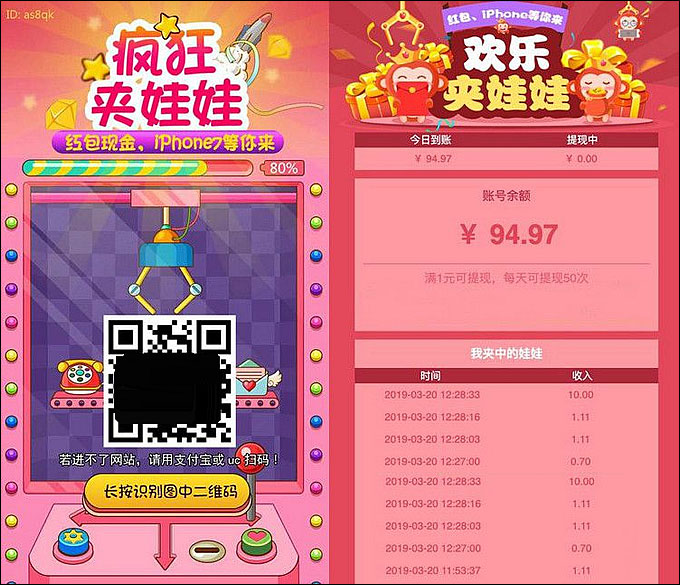 ID: as8qk
疯狂
夹娃娃
红包现金，iPhone7等你来
80%
若进不了网站，请用支付宝或 uc 扫码！
长按识别图中二维码
红包、iPhone等你来
欢乐
夹娃娃
今日到账 提现中
¥ 94.97 ¥ 0.00
账号余额
¥ 94.97
满1元可提现，每天可提现50次
我夹中的娃娃
时间 收入
2019-03-20 12:28:33 10.00
2019-03-20 12:28:16 1.11
2019-03-20 12:28:03 1.11
2019-03-20 12:27:00 0.70
2019-03-20 12:28:33 10.00
2019-03-20 12:28:16 1.11
2019-03-20 12:28:03 1.11
2019-03-20 12:27:00 0.70
2019-03-20 11:53:37 1.11